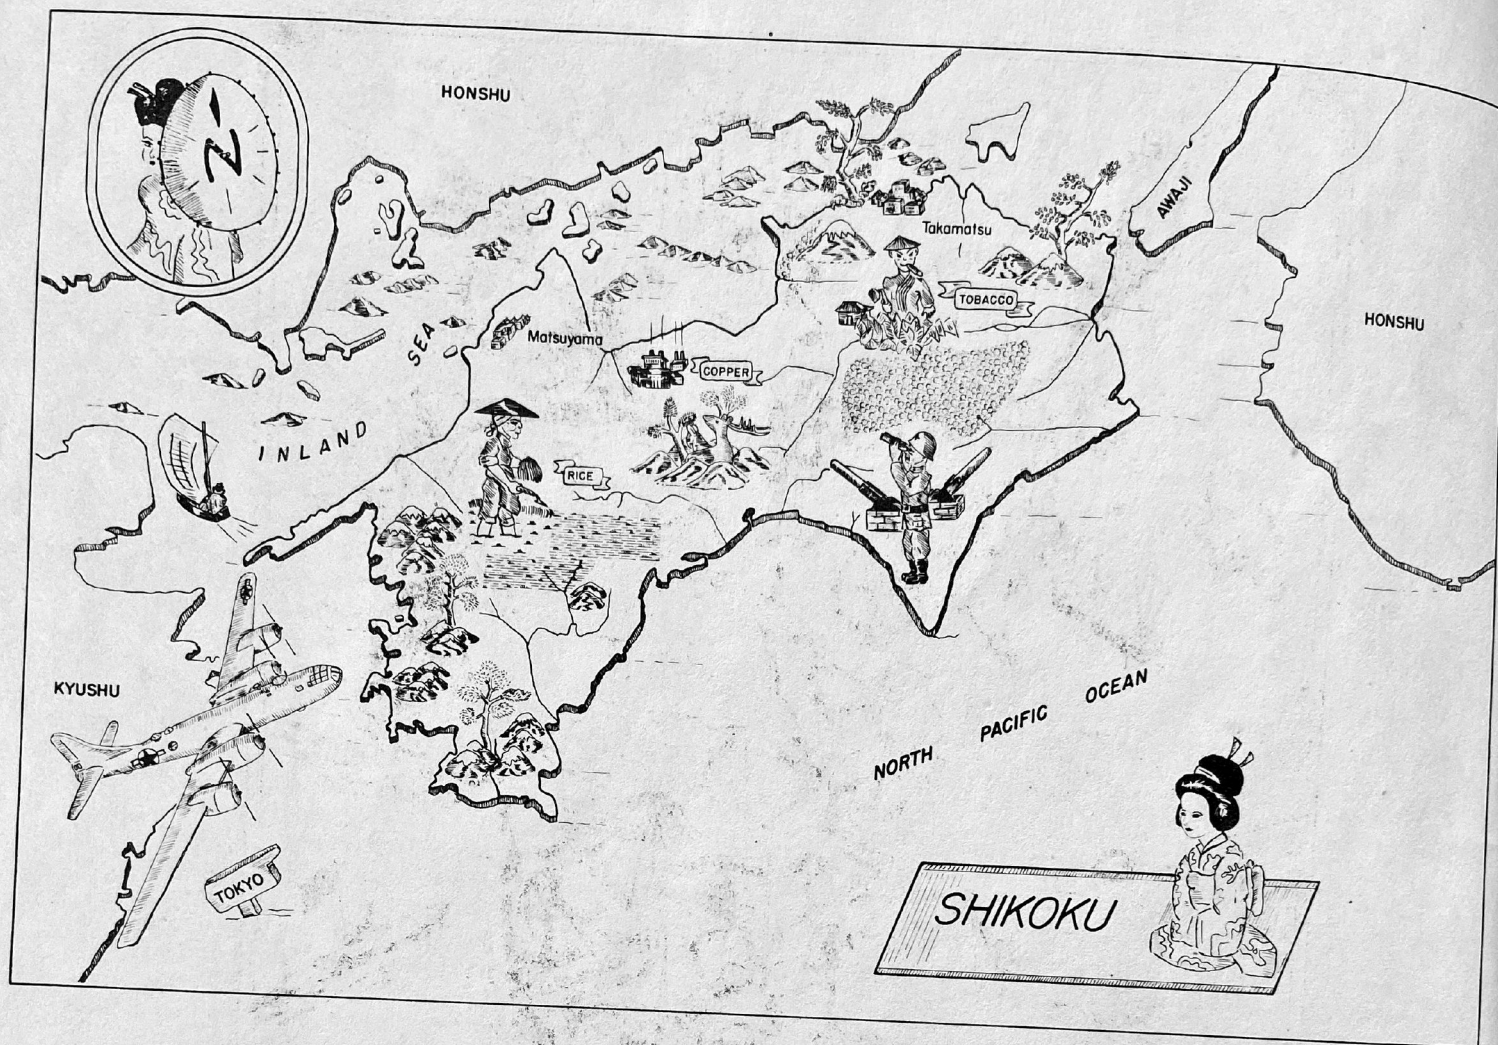 N
HONSHU
AWAJI
Takamatsu
TOBACCO
HONSHU
SEA
Matsuyama
COPPER
INLAND
RICE
KYUSHU
NORTH PACIFIC OCEAN
TOKYO
SHIKOKU